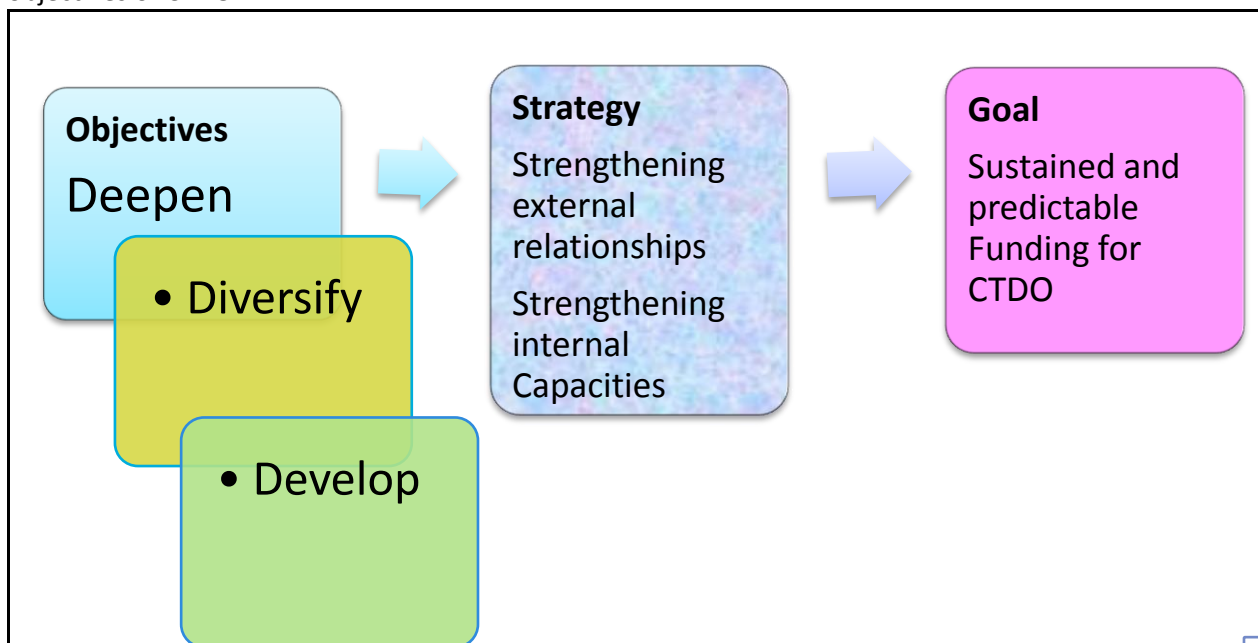 Objectives
Deepen
• Diversify
• Develop
Strategy
Strengthening
external
relationships
Strengthening
internal
Capacities
Goal
Sustained and
predictable
Funding for
CTDO